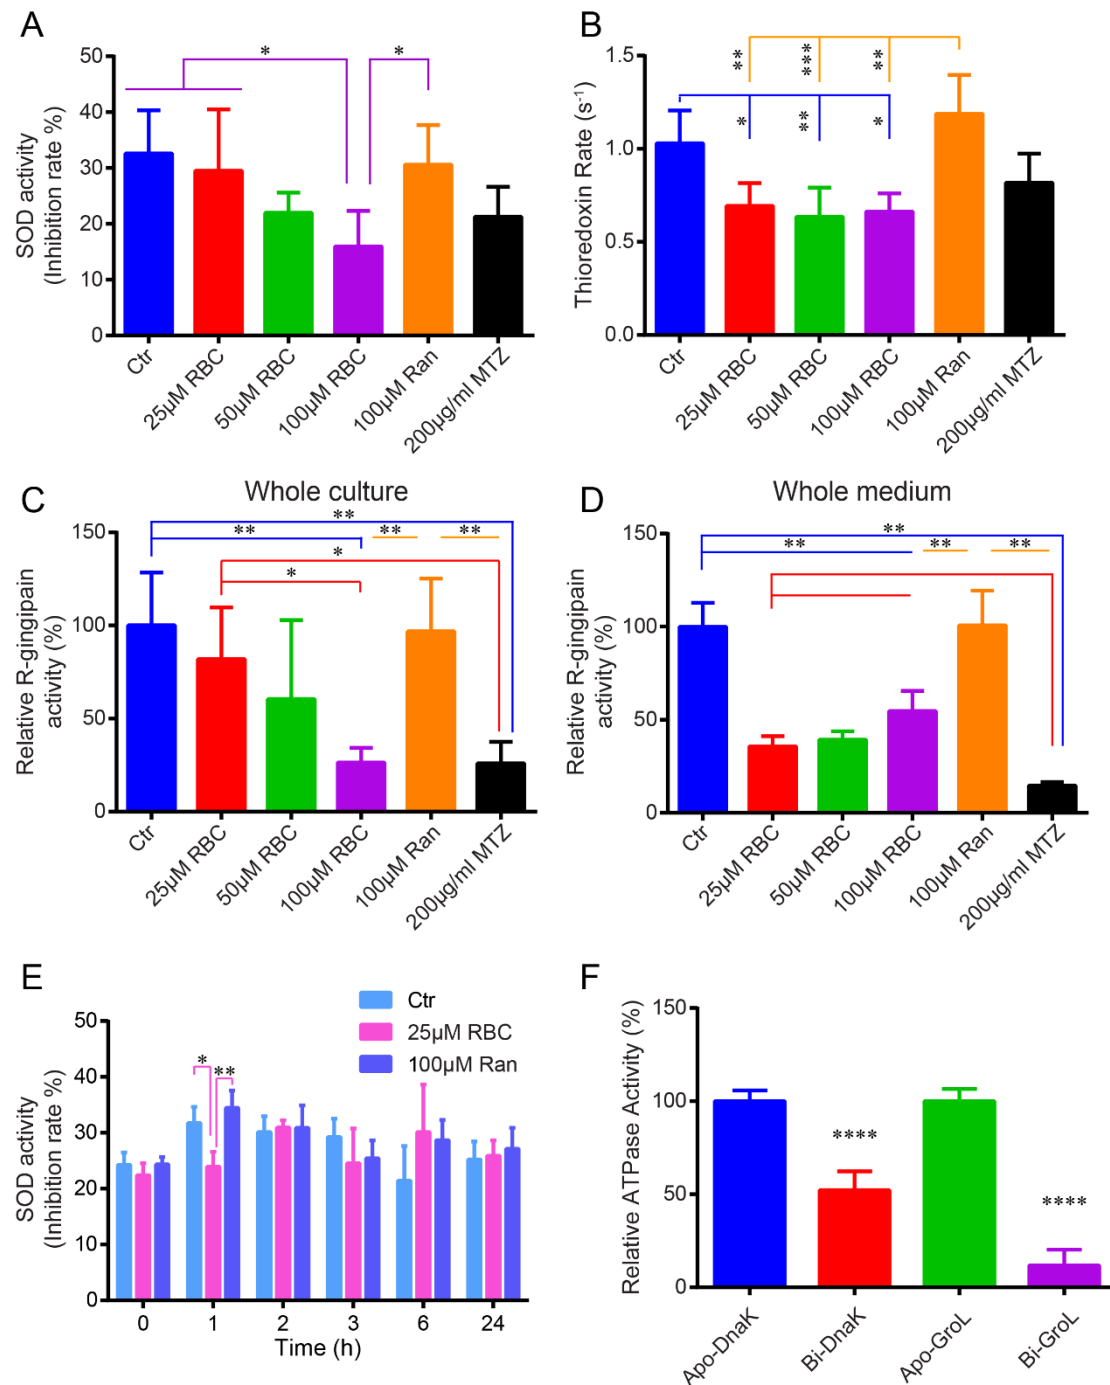 A
SOD activity
(Inhibition rate %)
50
40
30
20
10
0
*
*
Ctr
25μM RBC
50μM RBC
100μM RBC
100μM Ran
200μg/ml MTZ
B
Thioredoxin Rate (s⁻¹)
1.5
1.0
0.5
0.0
**
***
**
*
**
*
Ctr
25μM RBC
50μM RBC
100μM RBC
100μM Ran
200μg/ml MTZ
C
Whole culture
Relative R-gingipain
activity (%)
150
100
50
0
**
**
**
**
*
*
Ctr
25μM RBC
50μM RBC
100μM RBC
100μM Ran
200μg/ml MTZ
D
Whole medium
Relative R-gingipain
activity (%)
150
100
50
0
**
**
**
**
Ctr
25μM RBC
50μM RBC
100μM RBC
100μM Ran
200μg/ml MTZ
E
SOD activity
(Inhibition rate %)
50
40
30
20
10
0
Ctr
25μM RBC
100μM Ran
*
**
0
1
2
3
6
24
Time (h)
F
Relative ATPase Activity (%)
150
100
50
0
****
****
Apo-DnaK
Bi-DnaK
Apo-GroL
Bi-GroL